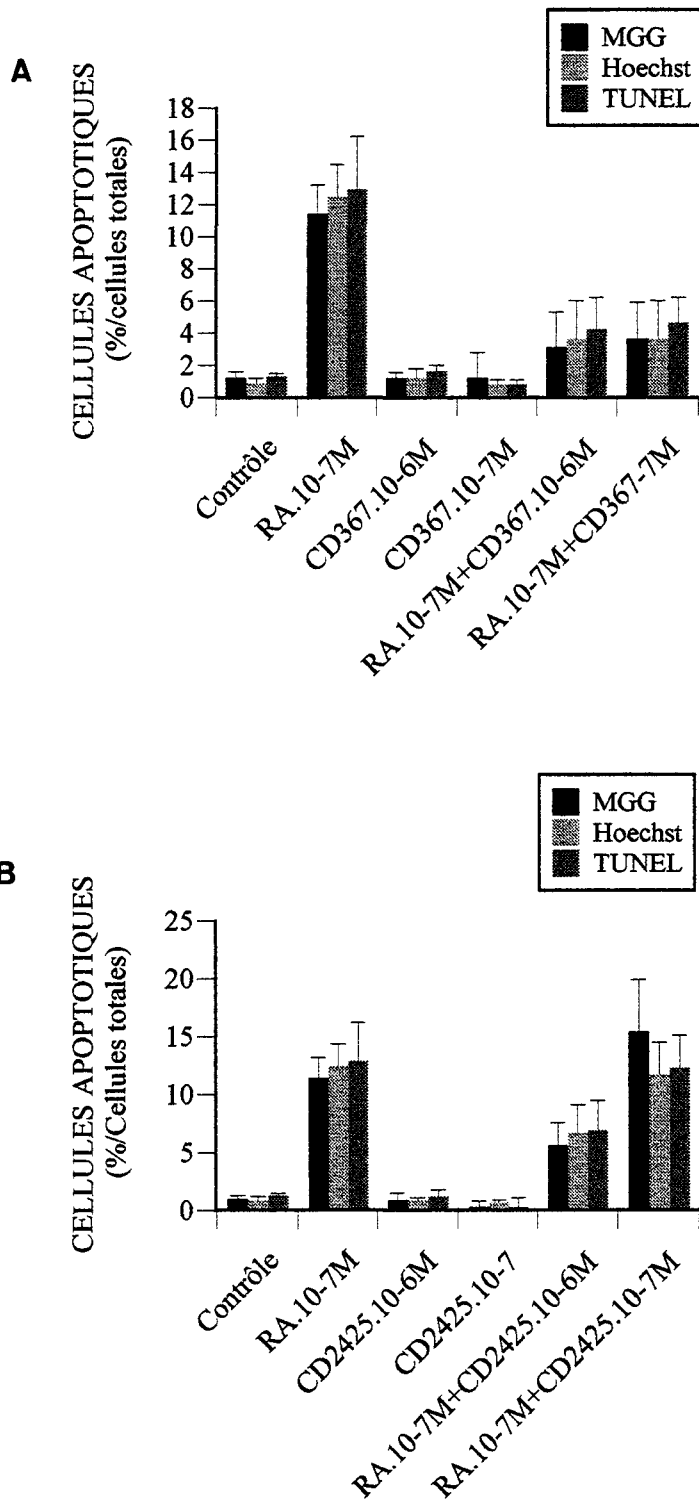 A
MGG
Hoechst
TUNEL
CELLULES APOPTOTIQUES
(%/cellules totales)
18
16
14
12
10
8
6
4
2
0
Contrôle
RA.10-7M
CD367.10-6M
CD367.10-7M
RA.10-7M+CD367.10-6M
RA.10-7M+CD367-7M
B
MGG
Hoechst
TUNEL
CELLULES APOPTOTIQUES
(%/Cellules totales)
25
20
15
10
5
0
Contrôle
RA.10-7M
CD2425.10-6M
CD2425.10-7
RA.10-7M+CD2425.10-6M
RA.10-7M+CD2425.10-7M